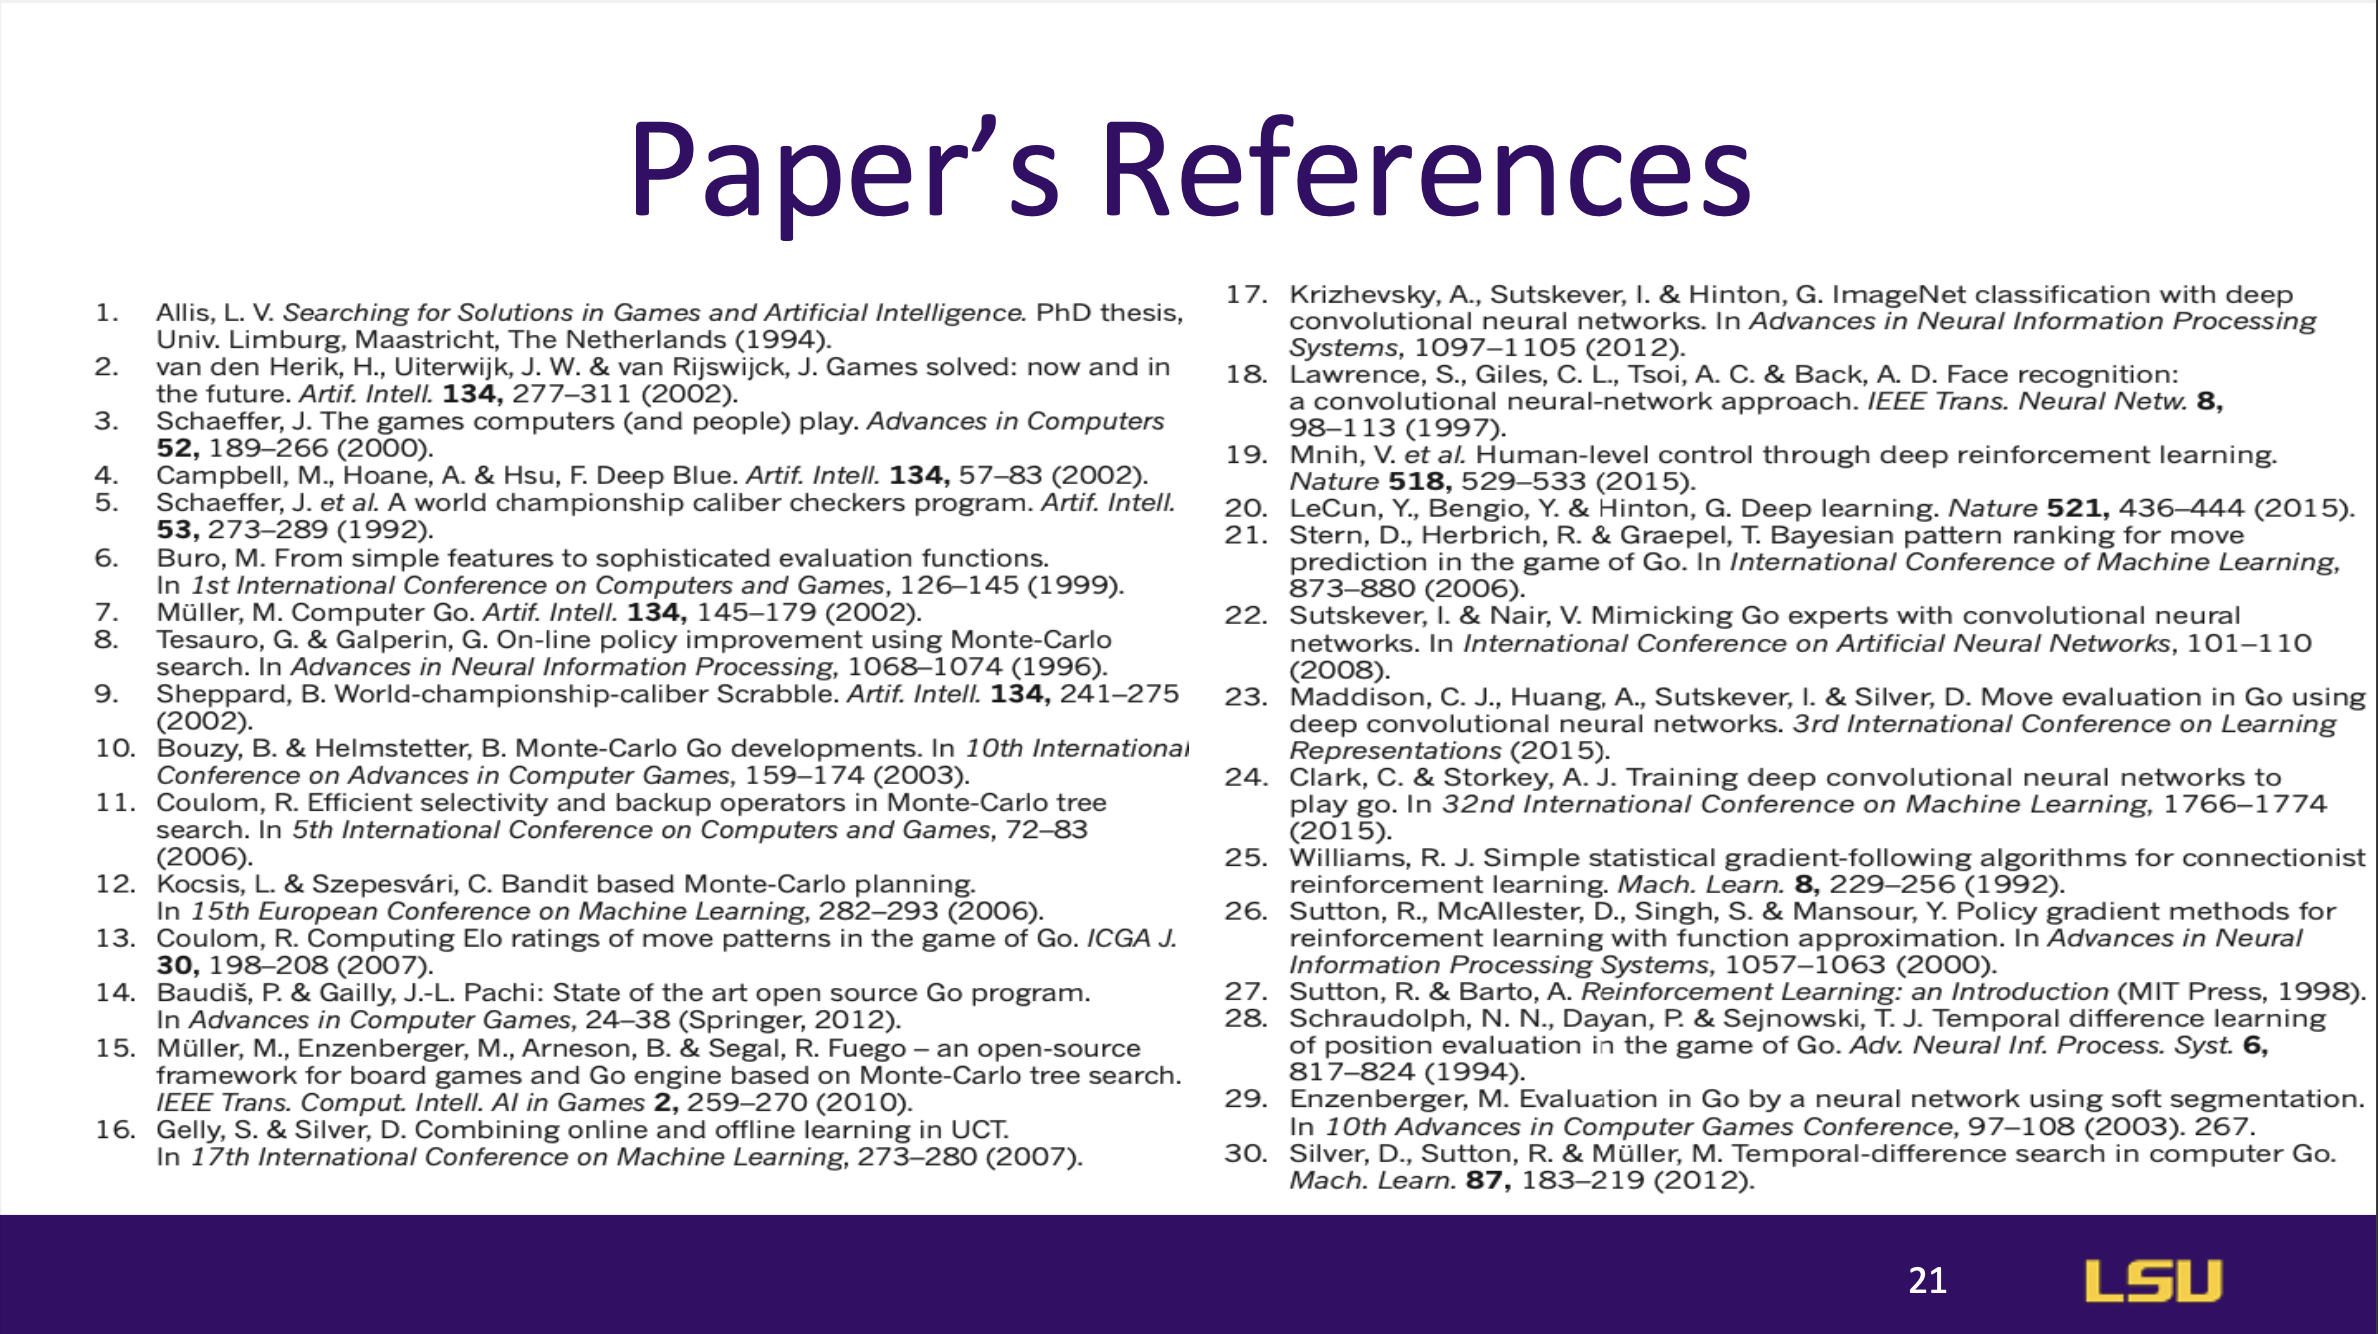 Paper’s References
1. Allis, L. V. Searching for Solutions in Games and Artificial Intelligence. PhD thesis,
Univ. Limburg, Maastricht, The Netherlands (1994).
2. van den Herik, H., Uiterwijk, J. W. & van Rijswijck, J. Games solved: now and in
the future. Artif. Intell. 134, 277–311 (2002).
3. Schaeffer, J. The games computers (and people) play. Advances in Computers
52, 189–266 (2000).
4. Campbell, M., Hoane, A. & Hsu, F. Deep Blue. Artif. Intell. 134, 57–83 (2002).
5. Schaeffer, J. et al. A world championship caliber checkers program. Artif. Intell.
53, 273–289 (1992).
6. Buro, M. From simple features to sophisticated evaluation functions.
In 1st International Conference on Computers and Games, 126–145 (1999).
7. Müller, M. Computer Go. Artif. Intell. 134, 145–179 (2002).
8. Tesauro, G. & Galperin, G. On-line policy improvement using Monte-Carlo
search. In Advances in Neural Information Processing, 1068–1074 (1996).
9. Sheppard, B. World-championship-caliber Scrabble. Artif. Intell. 134, 241–275
(2002).
10. Bouzy, B. & Helmstetter, B. Monte-Carlo Go developments. In 10th International
Conference on Advances in Computer Games, 159–174 (2003).
11. Coulom, R. Efficient selectivity and backup operators in Monte-Carlo tree
search. In 5th International Conference on Computers and Games, 72–83
(2006).
12. Kocsis, L. & Szepesvári, C. Bandit based Monte-Carlo planning.
In 15th European Conference on Machine Learning, 282–293 (2006).
13. Coulom, R. Computing Elo ratings of move patterns in the game of Go. ICGA J.
30, 198–208 (2007).
14. Baudiš, P. & Gailly, J.-L. Pachi: State of the art open source Go program.
In Advances in Computer Games, 24–38 (Springer, 2012).
15. Müller, M., Enzenberger, M., Arneson, B. & Segal, R. Fuego – an open-source
framework for board games and Go engine based on Monte-Carlo tree search.
IEEE Trans. Comput. Intell. AI in Games 2, 259–270 (2010).
16. Gelly, S. & Silver, D. Combining online and offline learning in UCT.
In 17th International Conference on Machine Learning, 273–280 (2007).
17. Krizhevsky, A., Sutskever, I. & Hinton, G. ImageNet classification with deep
convolutional neural networks. In Advances in Neural Information Processing
Systems, 1097–1105 (2012).
18. Lawrence, S., Giles, C. L., Tsoi, A. C. & Back, A. D. Face recognition:
a convolutional neural-network approach. IEEE Trans. Neural Netw. 8,
98–113 (1997).
19. Mnih, V. et al. Human-level control through deep reinforcement learning.
Nature 518, 529–533 (2015).
20. LeCun, Y., Bengio, Y. & Hinton, G. Deep learning. Nature 521, 436–444 (2015).
21. Stern, D., Herbrich, R. & Graepel, T. Bayesian pattern ranking for move
prediction in the game of Go. In International Conference of Machine Learning,
873–880 (2006).
22. Sutskever, I. & Nair, V. Mimicking Go experts with convolutional neural
networks. In International Conference on Artificial Neural Networks, 101–110
(2008).
23. Maddison, C. J., Huang, A., Sutskever, I. & Silver, D. Move evaluation in Go using
deep convolutional neural networks. 3rd International Conference on Learning
Representations (2015).
24. Clark, C. & Storkey, A. J. Training deep convolutional neural networks to
play go. In 32nd International Conference on Machine Learning, 1766–1774
(2015).
25. Williams, R. J. Simple statistical gradient-following algorithms for connectionist
reinforcement learning. Mach. Learn. 8, 229–256 (1992).
26. Sutton, R., McAllester, D., Singh, S. & Mansour, Y. Policy gradient methods for
reinforcement learning with function approximation. In Advances in Neural
Information Processing Systems, 1057–1063 (2000).
27. Sutton, R. & Barto, A. Reinforcement Learning: an Introduction (MIT Press, 1998).
28. Schraudolph, N. N., Dayan, P. & Sejnowski, T. J. Temporal difference learning
of position evaluation in the game of Go. Adv. Neural Inf. Process. Syst. 6,
817–824 (1994).
29. Enzenberger, M. Evaluation in Go by a neural network using soft segmentation.
In 10th Advances in Computer Games Conference, 97–108 (2003). 267.
30. Silver, D., Sutton, R. & Müller, M. Temporal-difference search in computer Go.
Mach. Learn. 87, 183–219 (2012).
21
LSU